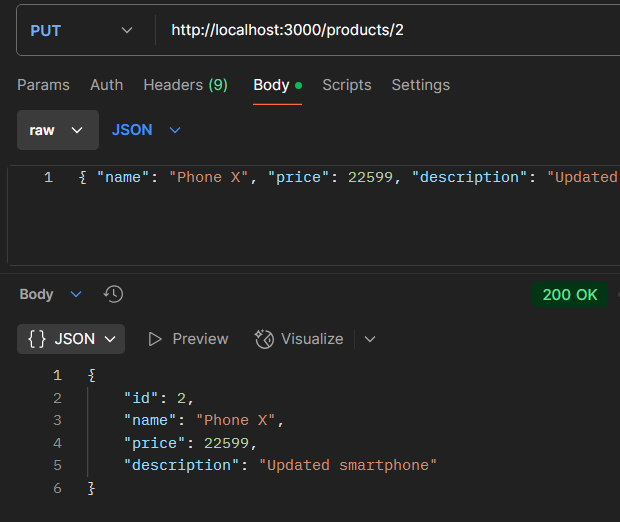 PUT http://localhost:3000/products/2
Params Auth Headers (9) Body Scripts Settings
raw JSON
1 { "name": "Phone X", "price": 22599, "description": "Updated
Body 200 OK
{} JSON Preview Visualize
1 {
2 "id": 2,
3 "name": "Phone X",
4 "price": 22599,
5 "description": "Updated smartphone"
6 }